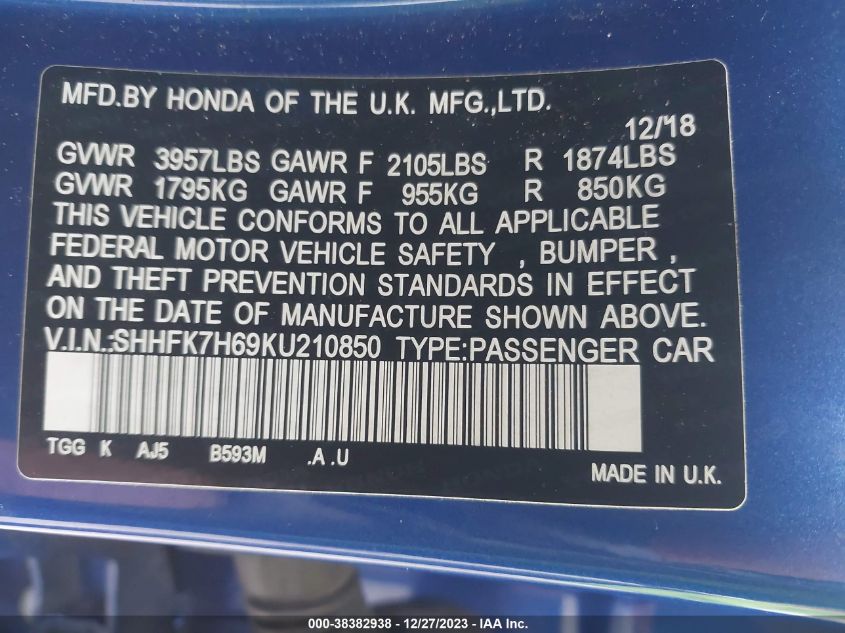 MFD.BY HONDA OF THE U.K. MFG.,LTD.
12/18
GVWR 3957LBS GAWR F 2105LBS R 1874LBS
GVWR 1795KG GAWR F 955KG R 850KG
THIS VEHICLE CONFORMS TO ALL APPLICABLE
FEDERAL MOTOR VEHICLE SAFETY , BUMPER ,
AND THEFT PREVENTION STANDARDS IN EFFECT
ON THE DATE OF MANUFACTURE SHOWN ABOVE.
V.I.N.:SHHFK7H69KU210850 TYPE:PASSENGER CAR
TGG K AJ5 B593M .A .U
MADE IN U.K.
000-38382938 - 12/27/2023 - IAA Inc.